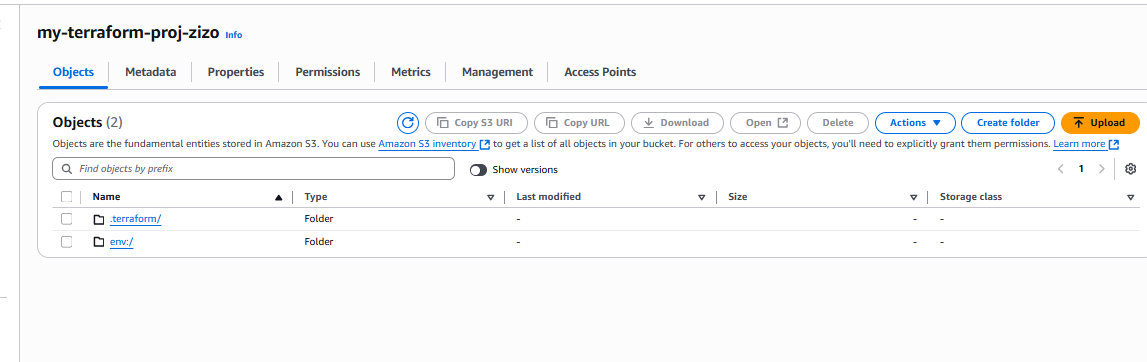 my-terraform-proj-zizo Info
Objects Metadata Properties Permissions Metrics Management Access Points
Objects (2) Copy S3 URI Copy URL Download Open Delete Actions Create folder Upload
Objects are the fundamental entities stored in Amazon S3. You can use Amazon S3 inventory to get a list of all objects in your bucket. For others to access your objects, you'll need to explicitly grant them permissions. Learn more
Find objects by prefix Show versions 1
Name Type Last modified Size Storage class
.terraform/ Folder - - -
env:/ Folder - - -